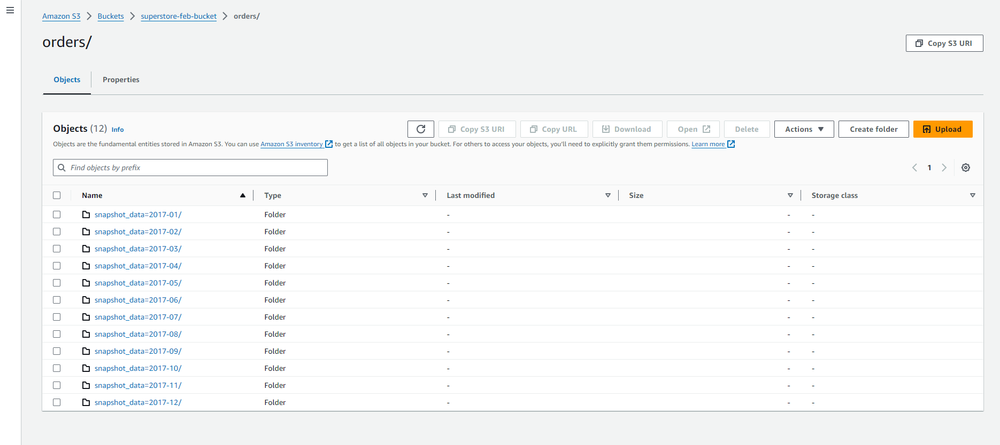 Amazon S3 > Buckets > superstore-feb-bucket > orders/
orders/
Copy S3 URI
Objects Properties
Objects (12) Info
Copy S3 URI Copy URL Download Open Delete Actions Create folder Upload
Objects are the fundamental entities stored in Amazon S3. You can use Amazon S3 inventory to get a list of all objects in your bucket. For others to access your objects, you'll need to explicitly grant them permissions. Learn more
Find objects by prefix
1
Name Type Last modified Size Storage class
snapshot_data=2017-01/ Folder - - -
snapshot_data=2017-02/ Folder - - -
snapshot_data=2017-03/ Folder - - -
snapshot_data=2017-04/ Folder - - -
snapshot_data=2017-05/ Folder - - -
snapshot_data=2017-06/ Folder - - -
snapshot_data=2017-07/ Folder - - -
snapshot_data=2017-08/ Folder - - -
snapshot_data=2017-09/ Folder - - -
snapshot_data=2017-10/ Folder - - -
snapshot_data=2017-11/ Folder - - -
snapshot_data=2017-12/ Folder - - -